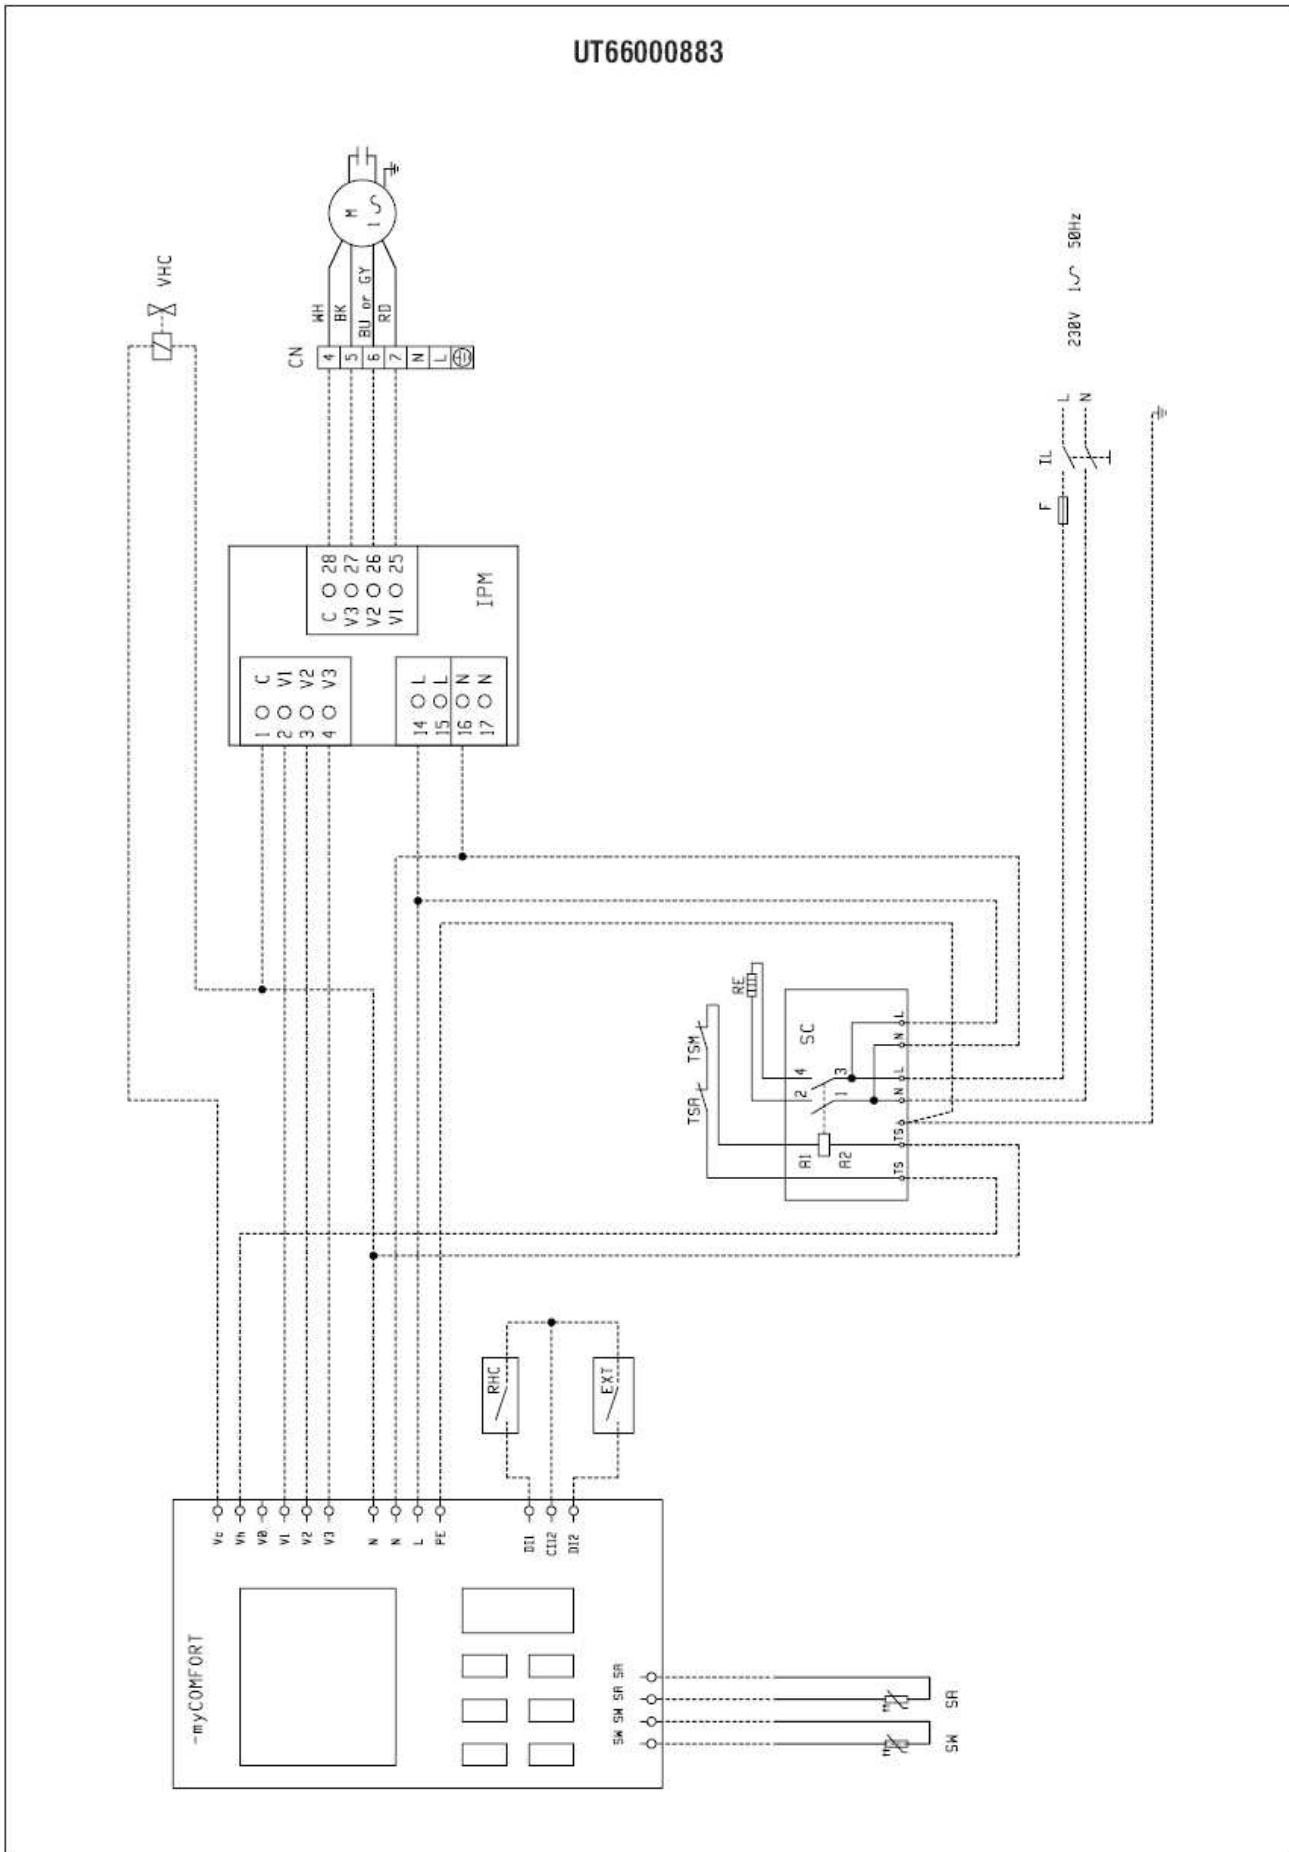 UT66000883
M
1
VHC
WH
BK
BU or GY
RD
CN
4
5
6
7
N
L
230V 1 50Hz
L
N
IL
F
C 28
V3 27
V2 26
V1 25
IPM
1 C
2 V1
3 V2
4 V3
14 L
15 L
16 N
17 N
RE
TSM
TSA
SC
4
3
2
1
A1
A2
L
N
L
N
TS
TS
RHC
EXT
Vc
Vh
V0
V1
V2
V3
N
N
L
PE
DI1
CI12
DI2
-myCOMFORT
SW SW SA SA
SA
SW